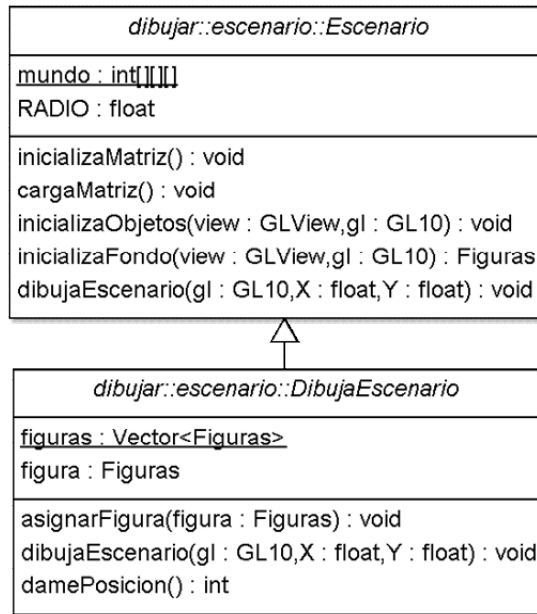 dibujar::escenario::Escenario
mundo : int[][][]
RADIO : float
inicializaMatriz() : void
cargaMatriz() : void
inicializaObjetos(view : GLView,gl : GL10) : void
inicializaFondo(view : GLView,gl : GL10) : Figuras
dibujaEscenario(gl : GL10,X : float,Y : float) : void
dibujar::escenario::DibujaEscenario
figuras : Vector<Figuras>
figura : Figuras
asignarFigura(figura : Figuras) : void
dibujaEscenario(gl : GL10,X : float,Y : float) : void
damePosicion() : int